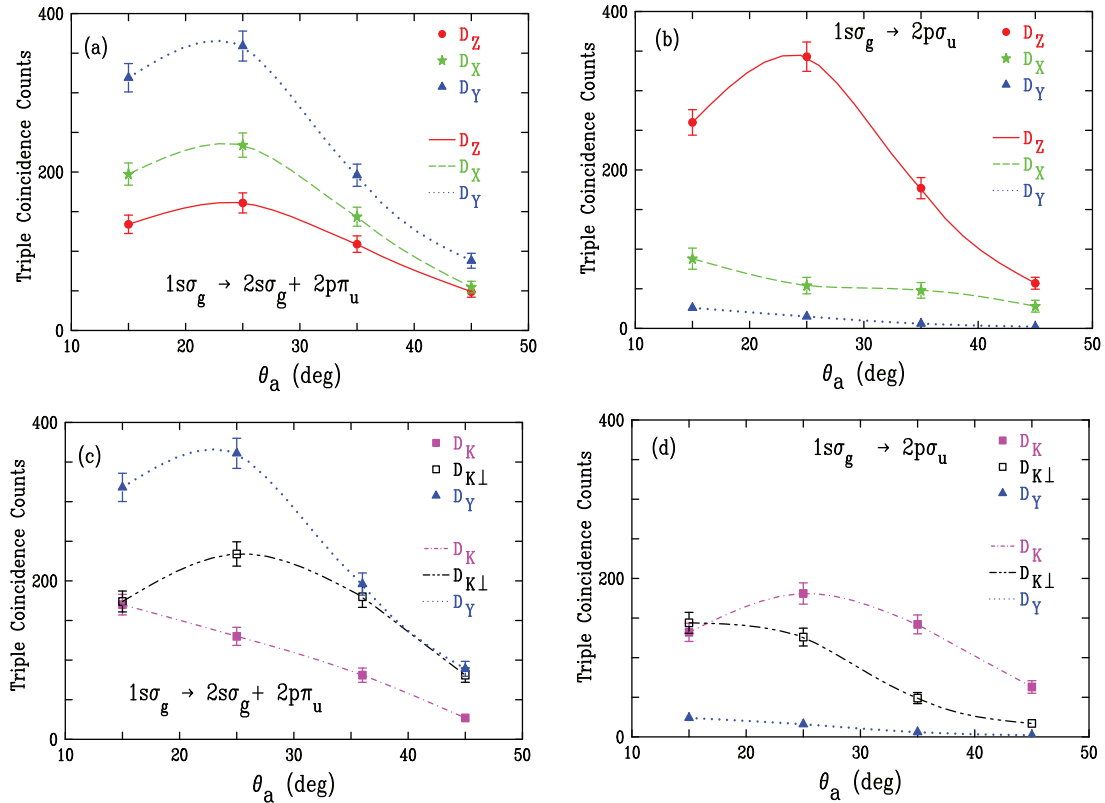 (a)
D_Z
D_X
D_Y
D_Z
D_X
D_Y
1sσ_g → 2sσ_g+ 2pπ_u
Triple Coincidence Counts
400
200
0
10 20 30 40 50
θ_a (deg)
(b)
1sσ_g → 2pσ_u
D_Z
D_X
D_Y
D_Z
D_X
D_Y
Triple Coincidence Counts
400
200
0
10 20 30 40 50
θ_a (deg)
(c)
D_K
D_K⊥
D_Y
D_K
D_K⊥
D_Y
1sσ_g → 2sσ_g+ 2pπ_u
Triple Coincidence Counts
400
200
0
10 20 30 40 50
θ_a (deg)
(d)
1sσ_g → 2pσ_u
D_K
D_K⊥
D_Y
D_K
D_K⊥
D_Y
Triple Coincidence Counts
400
200
0
10 20 30 40 50
θ_a (deg)